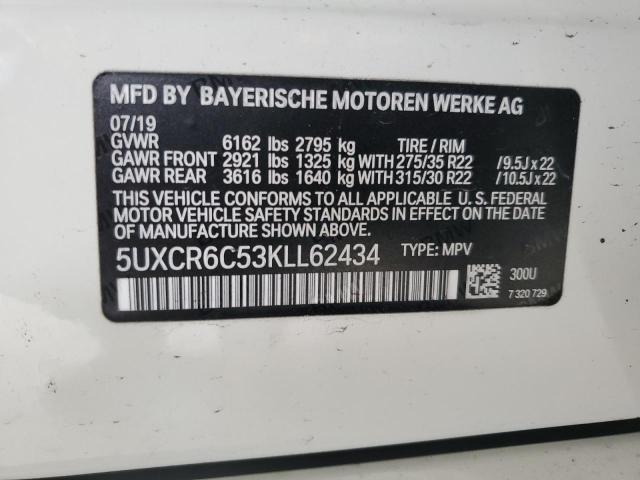 MFD BY BAYERISCHE MOTOREN WERKE AG
07/19
GVWR 6162 lbs 2795 kg TIRE / RIM
GAWR FRONT 2921 lbs 1325 kg WITH 275/35 R22 /9.5J x 22
GAWR REAR 3616 lbs 1640 kg WITH 315/30 R22 /10.5J x 22
THIS VEHICLE CONFORMS TO ALL APPLICABLE U.S. FEDERAL
MOTOR VEHICLE SAFETY STANDARDS IN EFFECT ON THE DATE
OF MANUFACTURE SHOWN ABOVE.
5UXCR6C53KLL62434 TYPE: MPV
300U
7 320 729